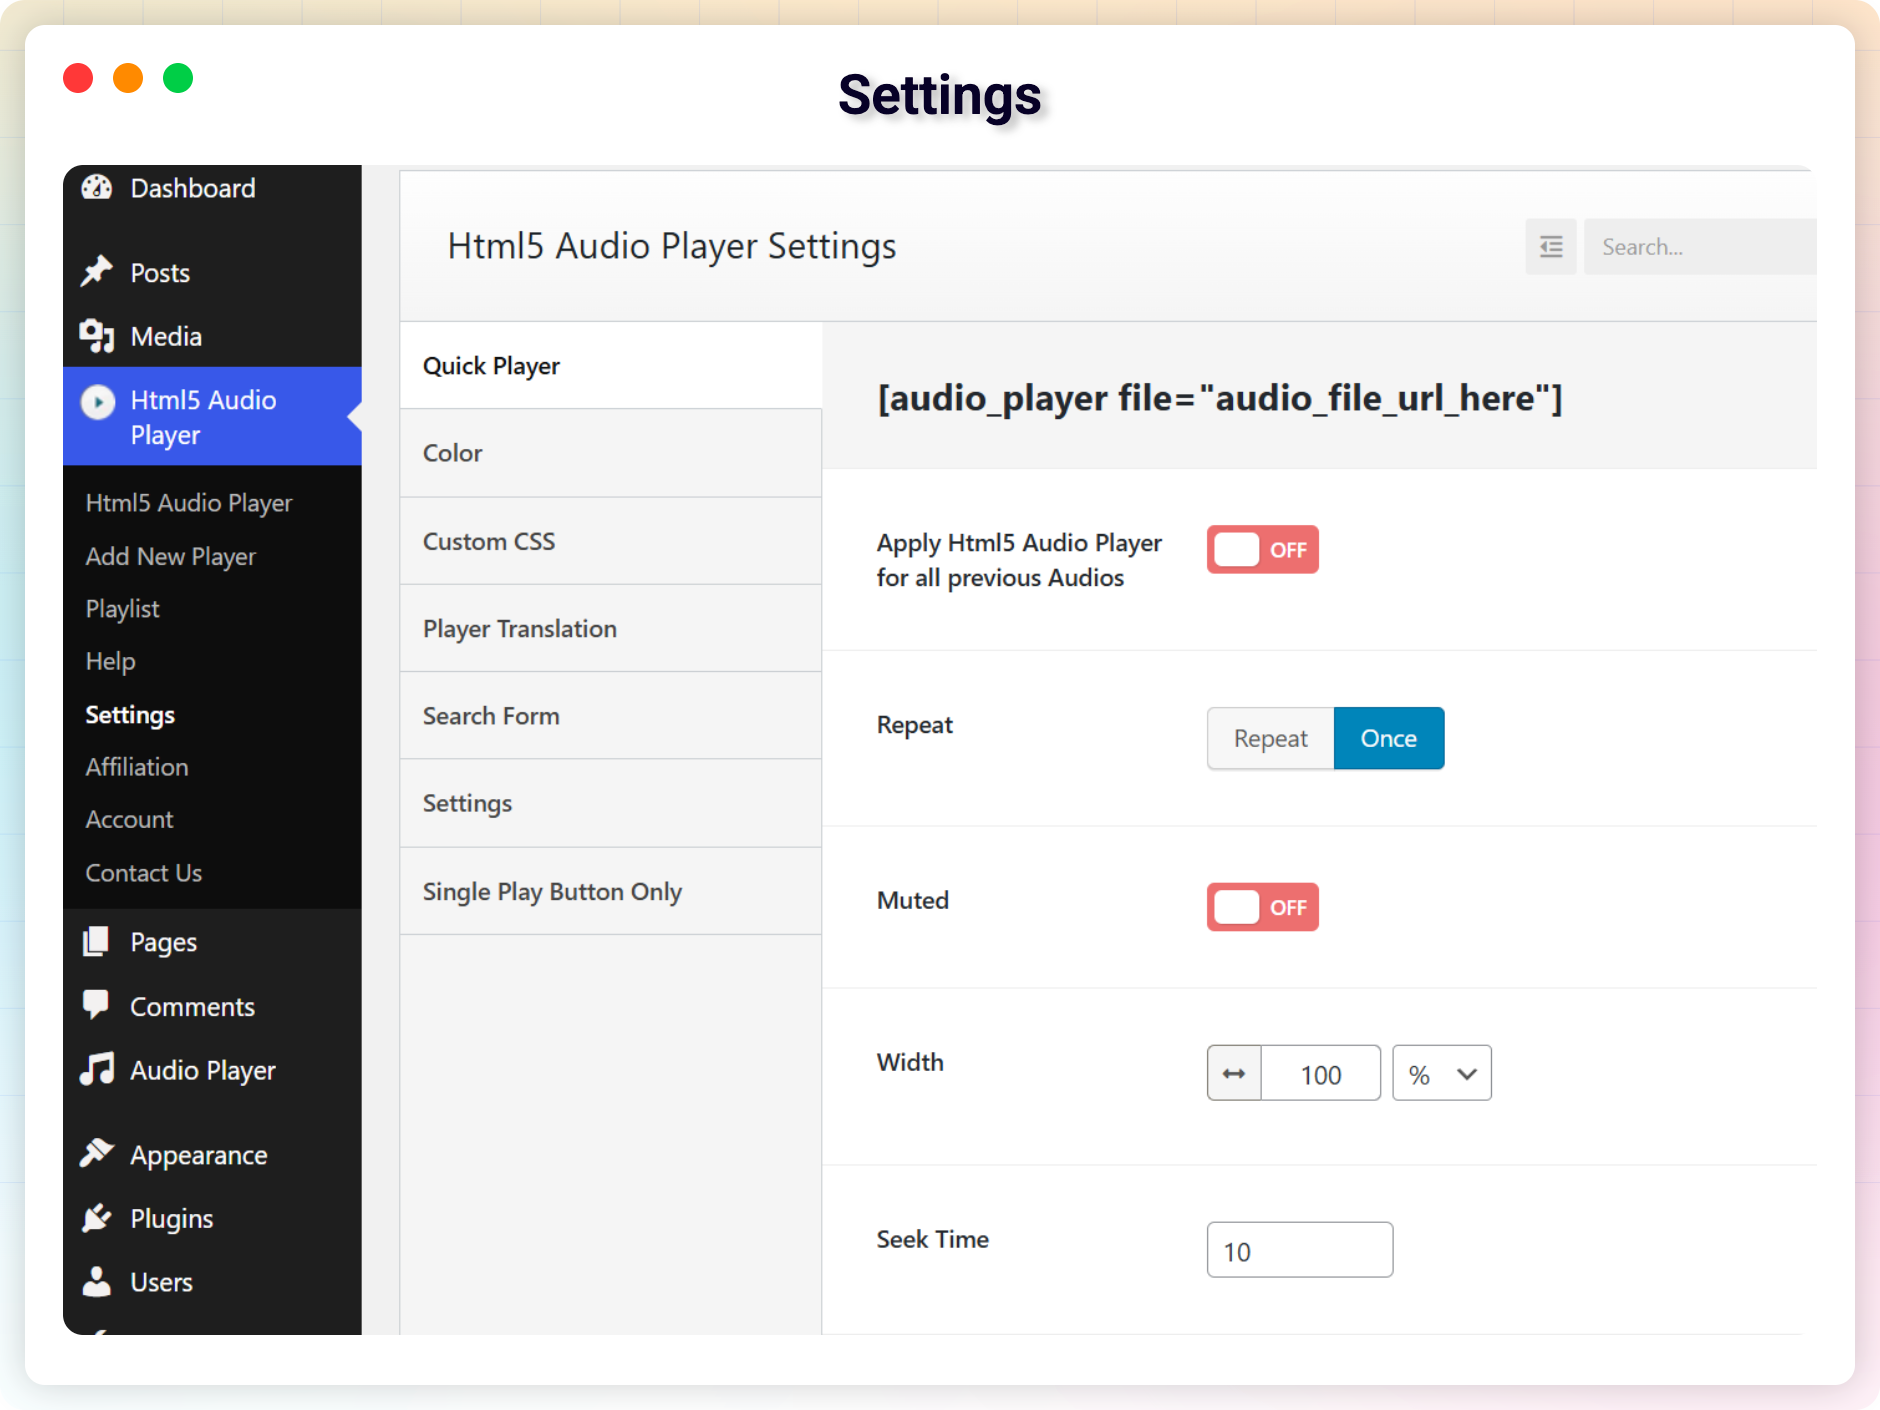 Settings
Dashboard
Posts
Media
Html5 Audio
Player
Html5 Audio Player
Add New Player
Playlist
Help
Settings
Affiliation
Account
Contact Us
Pages
Comments
Audio Player
Appearance
Plugins
Users
Html5 Audio Player Settings
Search...
Quick Player
Color
Custom CSS
Player Translation
Search Form
Settings
Single Play Button Only
[audio_player file="audio_file_url_here"]
Apply Html5 Audio Player
for all previous Audios
OFF
Repeat
Repeat Once
Muted
OFF
Width
100 %
Seek Time
10